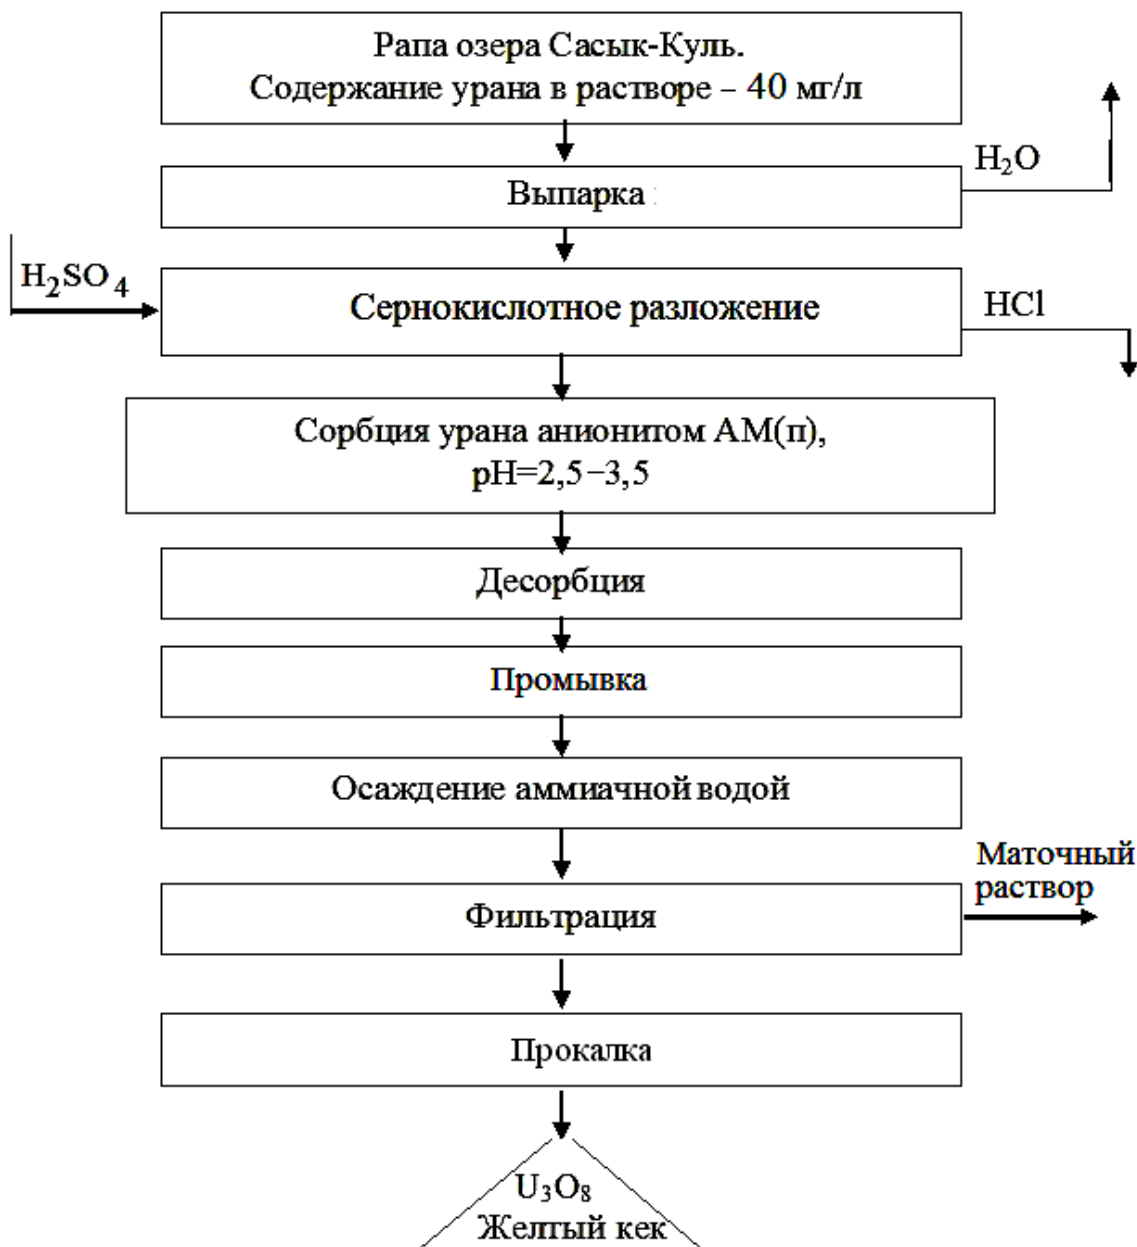 Рапа озера Сасык-Куль.
Содержание урана в растворе – 40 мг/л
H₂O
Выпарка
H₂SO₄
Сернокислотное разложение
HCl
Сорбция урана анионитом АМ(п),
pH=2,5–3,5
Десорбция
Промывка
Осаждение аммиачной водой
Маточный
раствор
Фильтрация
Прокалка
U₃O₈
Желтый кек